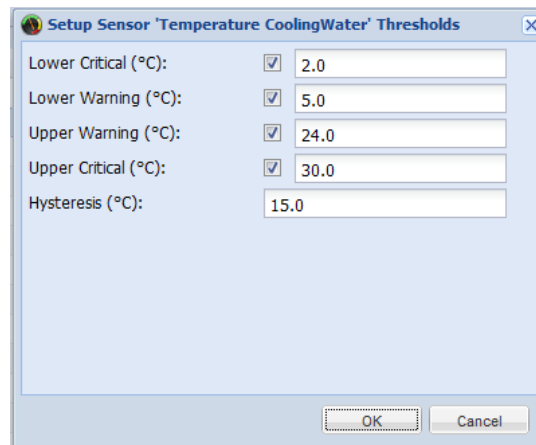 Setup Sensor 'Temperature CoolingWater' Thresholds
Lower Critical (°C): 2.0
Lower Warning (°C): 5.0
Upper Warning (°C): 24.0
Upper Critical (°C): 30.0
Hysteresis (°C): 15.0
OK Cancel